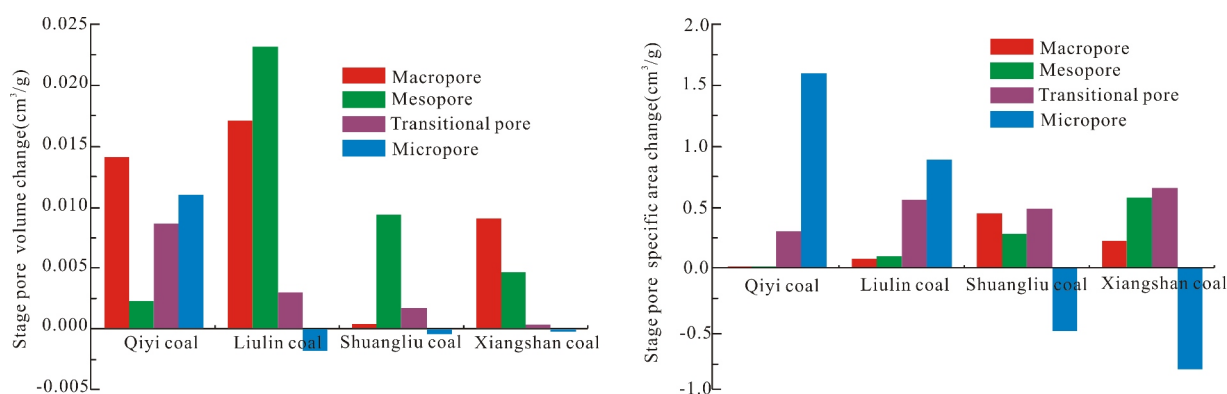 Stage pore volume change(cm³/g)
0.025
0.020
0.015
0.010
0.005
0.000
-0.005
Macropore
Mesopore
Transitional pore
Micropore
Qiyi coal
Liulin coal
Shuangliu coal
Xiangshan coal
Stage pore specific area change(cm³/g)
2.0
1.5
1.0
0.5
0.0
-0.5
-1.0
Macropore
Mesopore
Transitional pore
Micropore
Qiyi coal
Liulin coal
Shuangliu coal
Xiangshan coal